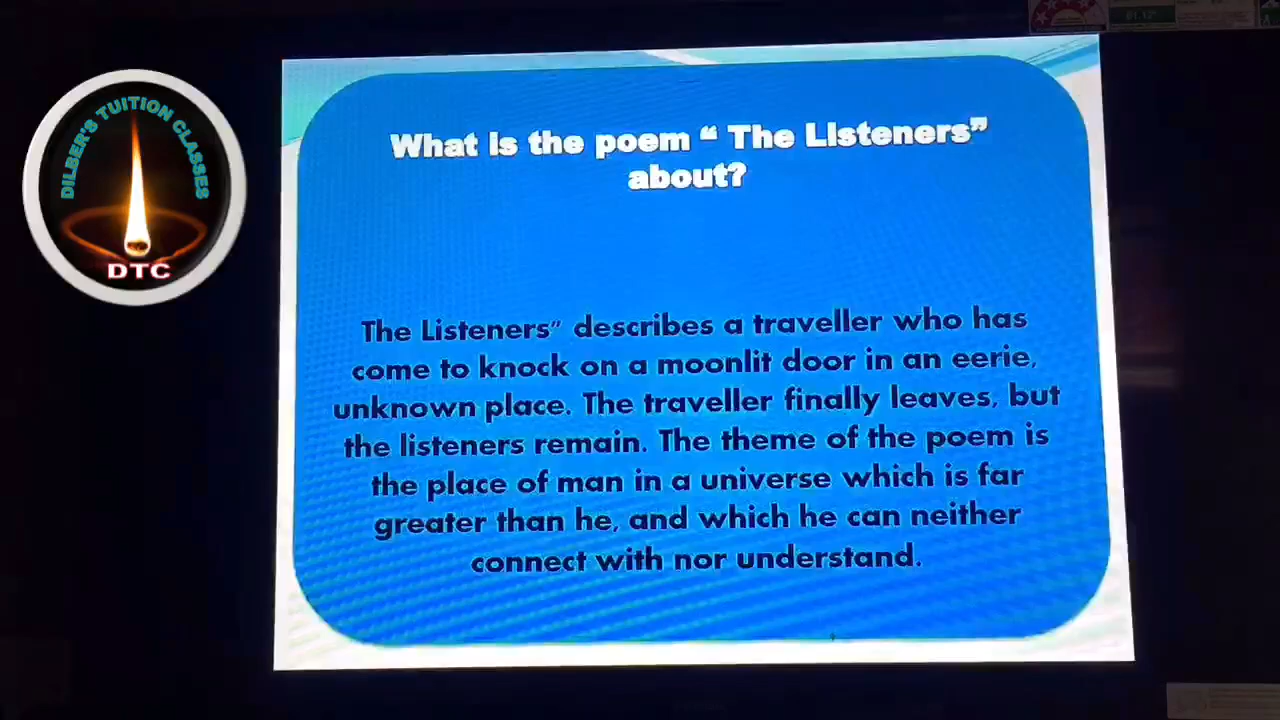 DILBER'S TUITION CLASSES
DTC
What is the poem “ The Listeners”
about?
The Listeners” describes a traveller who has
come to knock on a moonlit door in an eerie,
unknown place. The traveller finally leaves, but
the listeners remain. The theme of the poem is
the place of man in a universe which is far
greater than he, and which he can neither
connect with nor understand.